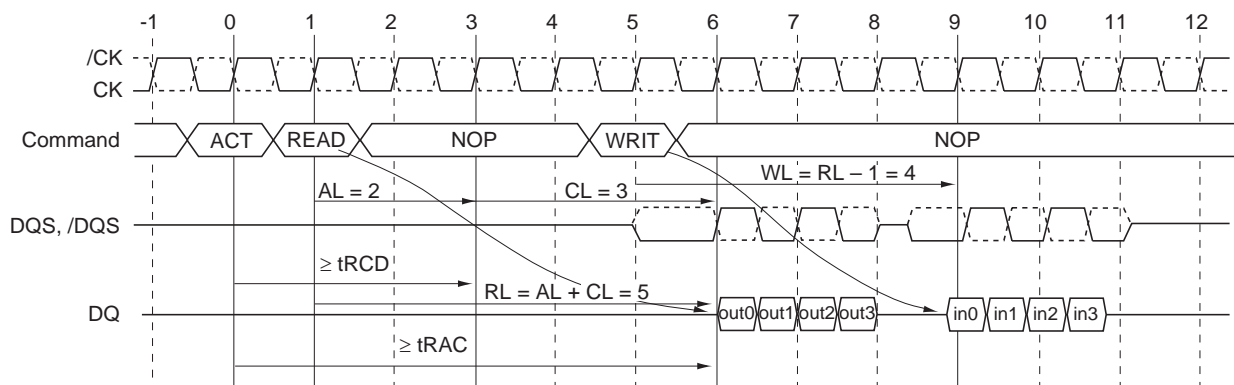 -1 0 1 2 3 4 5 6 7 8 9 10 11 12
/CK
CK
Command ACT READ NOP WRIT NOP
WL = RL − 1 = 4
AL = 2 CL = 3
DQS, /DQS
≥ tRCD
RL = AL + CL = 5
DQ out0 out1 out2 out3 in0 in1 in2 in3
≥ tRAC